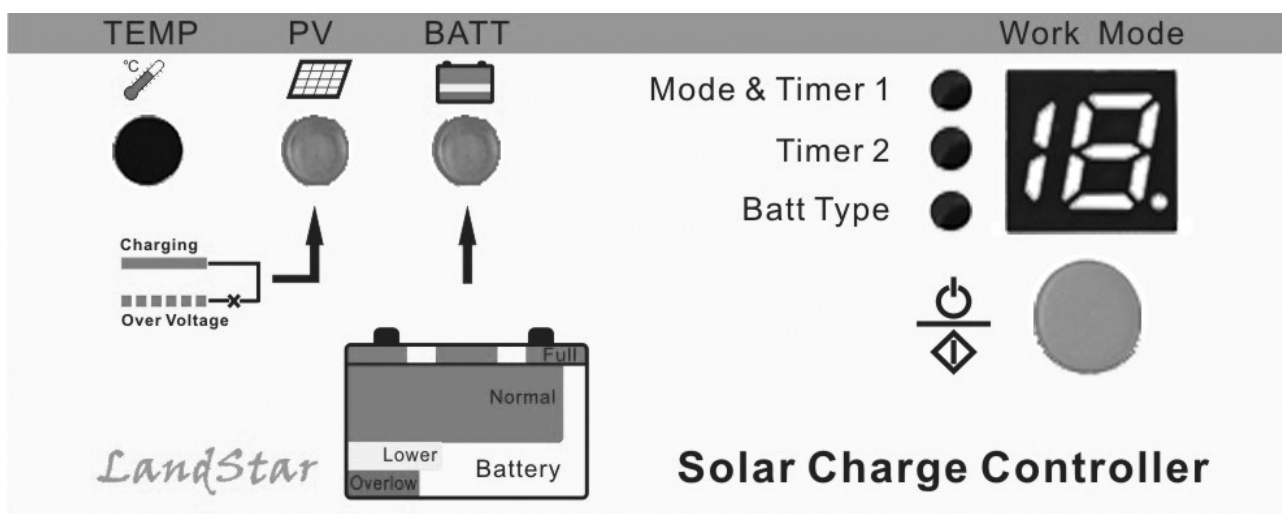 TEMP PV BATT Work Mode
°C
Mode & Timer 1
Timer 2
Batt Type
18.
Charging
Over Voltage
Full
Normal
Lower
Overlow
Battery
LandStar
Solar Charge Controller